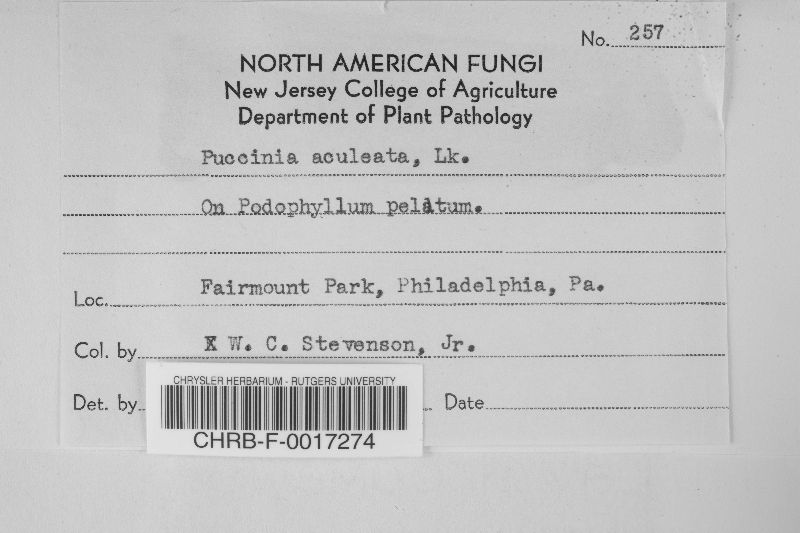 No. 257
NORTH AMERICAN FUNGI
New Jersey College of Agriculture
Department of Plant Pathology
Puccinia aculeata, Lk.
On Podophyllum pelatum.
Loc. Fairmount Park, Philadelphia, Pa.
Col. by X W. C. Stevenson, Jr.
Det. by Date
CHRYSLER HERBARIUM - RUTGERS UNIVERSITY
CHRB-F-0017274